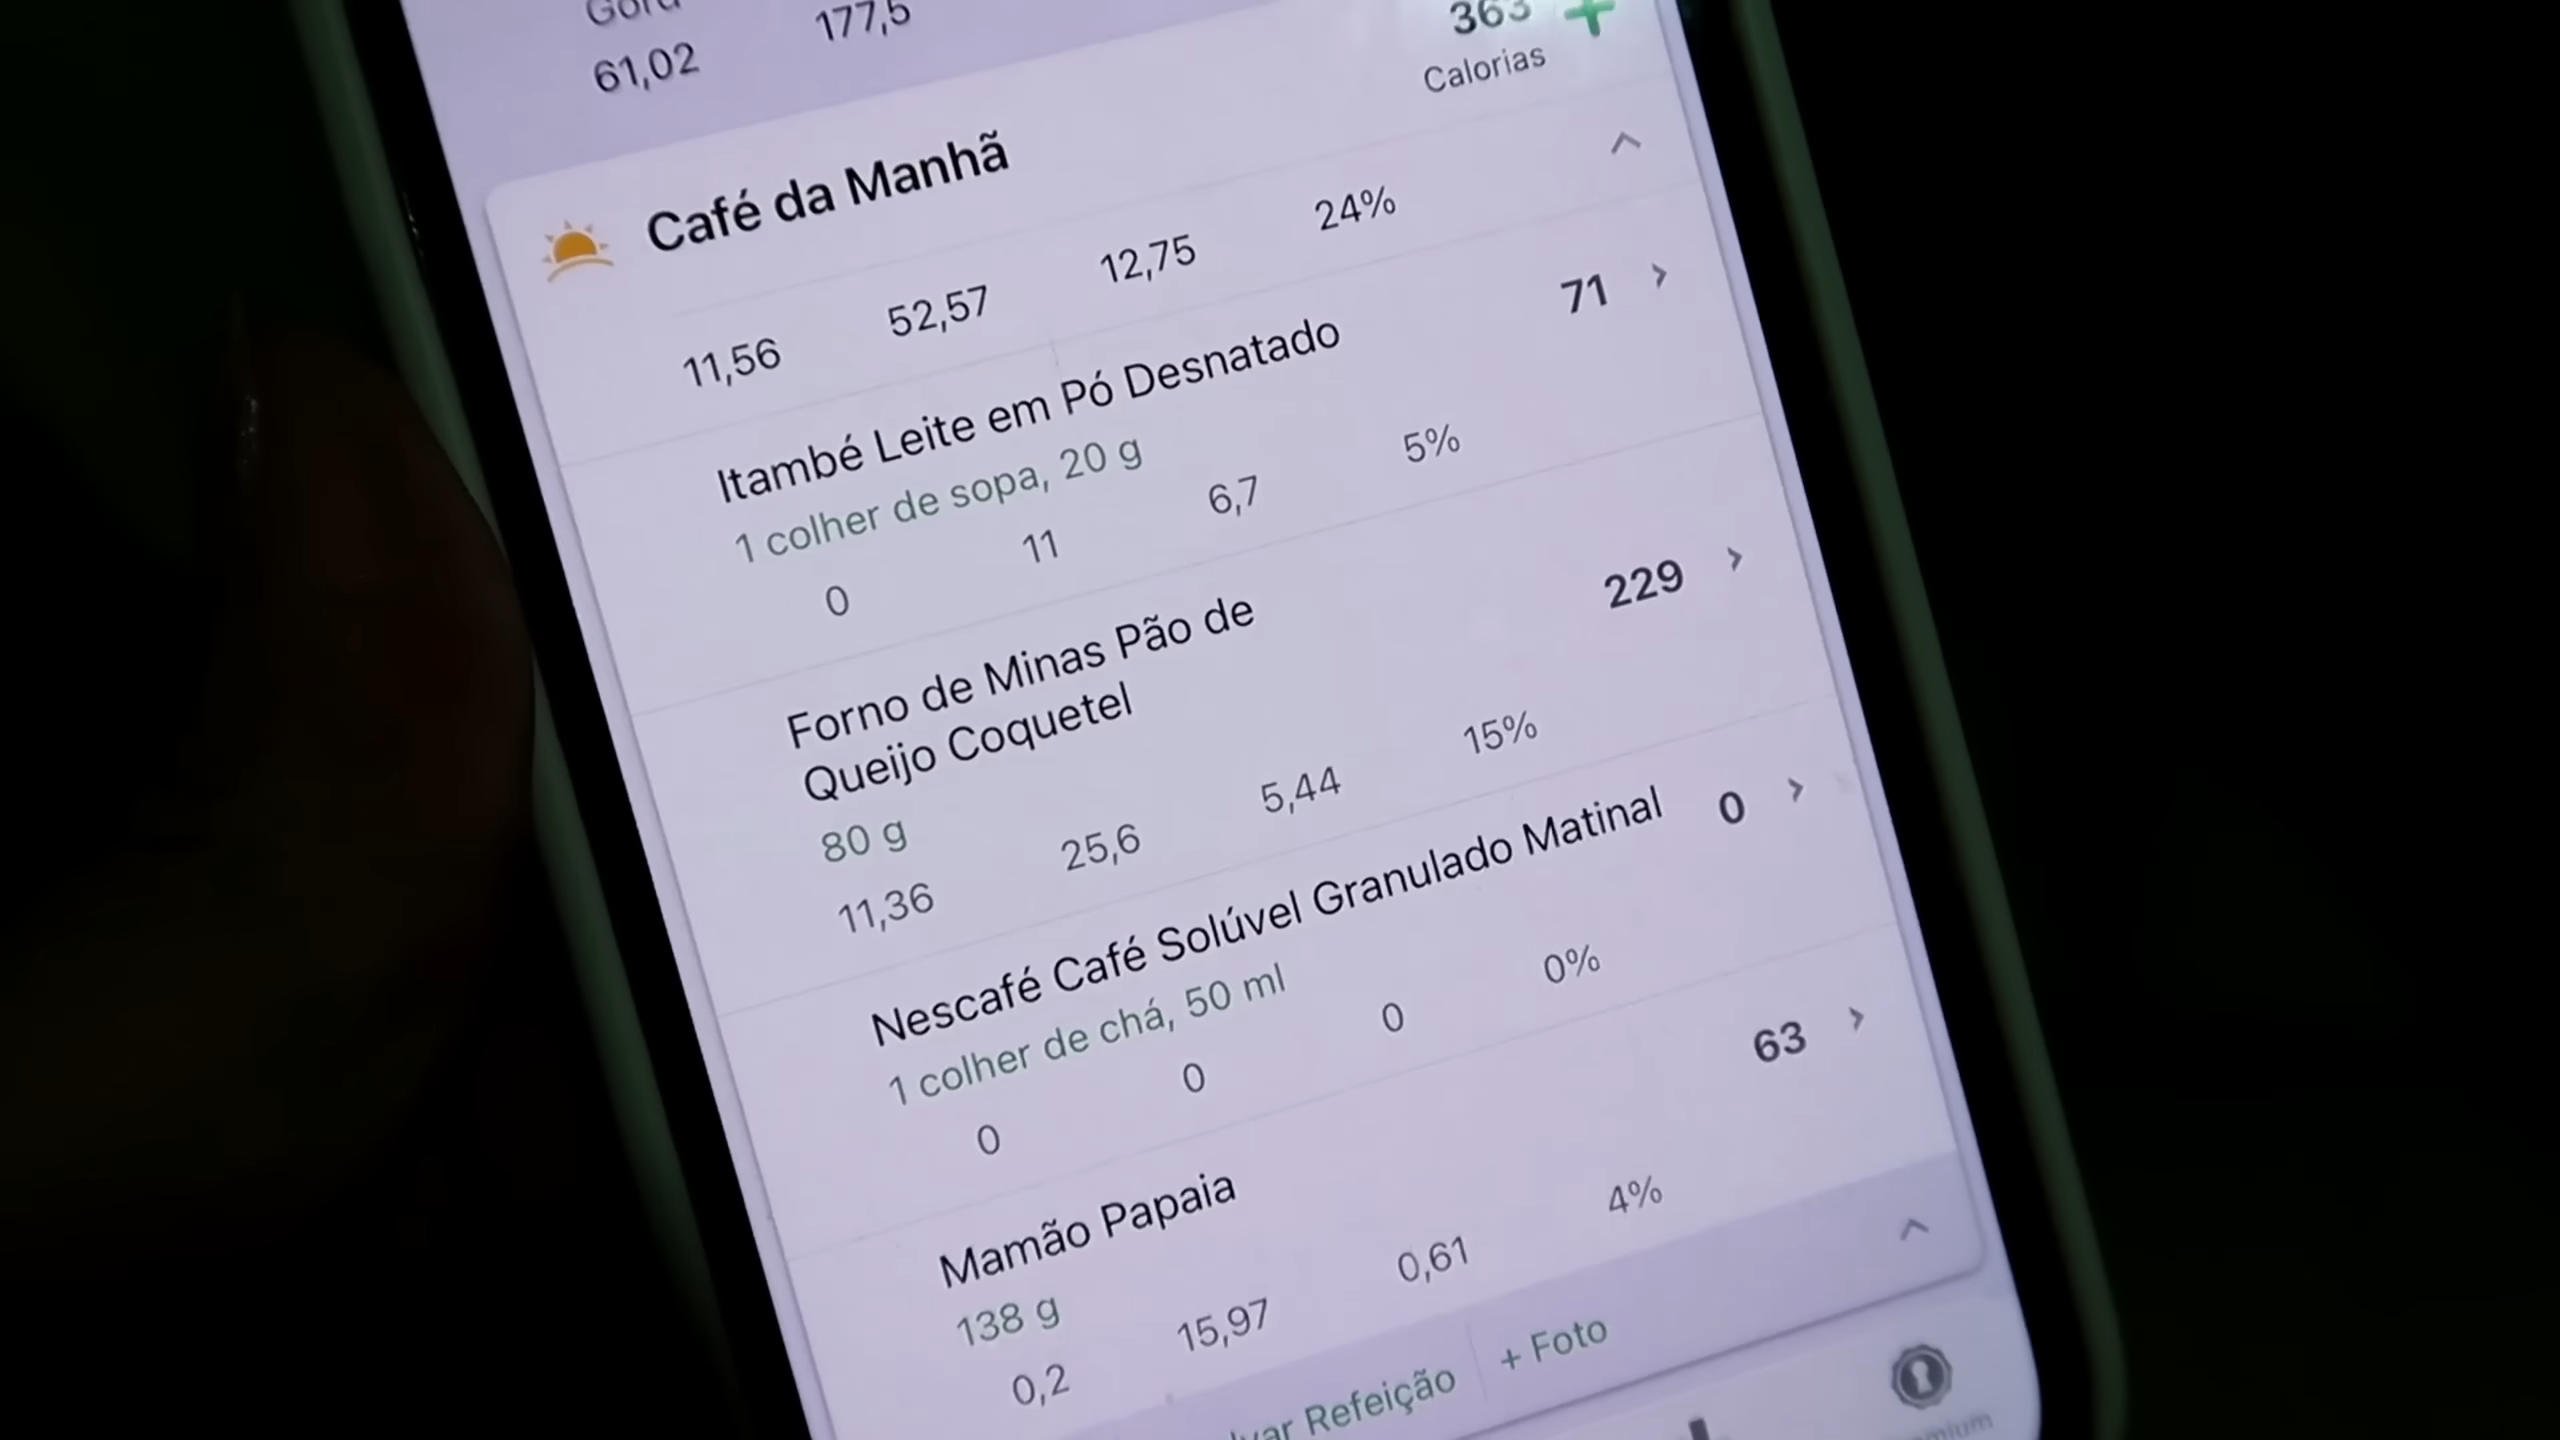 Gord
61,02 177,5
363
Calorias
Café da Manhã
11,56 52,57 12,75 24%
Itambé Leite em Pó Desnatado 71
1 colher de sopa, 20 g
0 11 6,7 5%
Forno de Minas Pão de
Queijo Coquetel 229
80 g
11,36 25,6 5,44 15%
Nescafé Café Solúvel Granulado Matinal 0
1 colher de chá, 50 ml
0 0 0 0%
Mamão Papaia 63
138 g
0,2 15,97 0,61 4%
Refeição + Foto